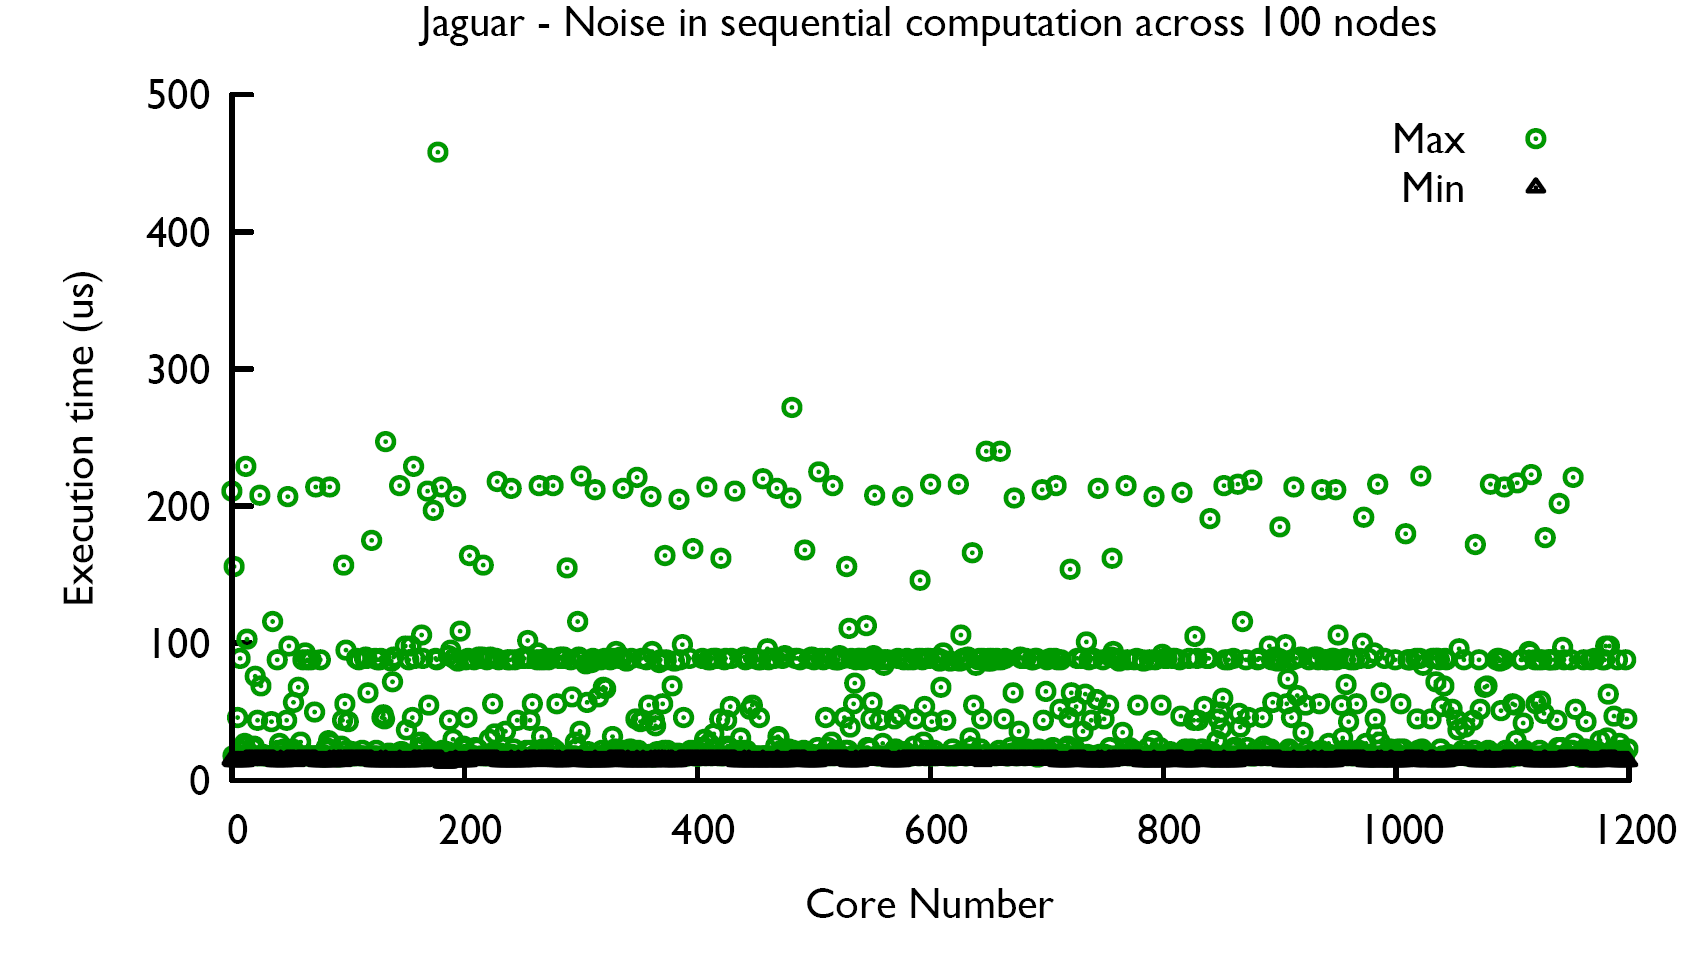 Jaguar - Noise in sequential computation across 100 nodes
500
400
300
200
100
0
Execution time (us)
Max
Min
0 200 400 600 800 1000 1200
Core Number